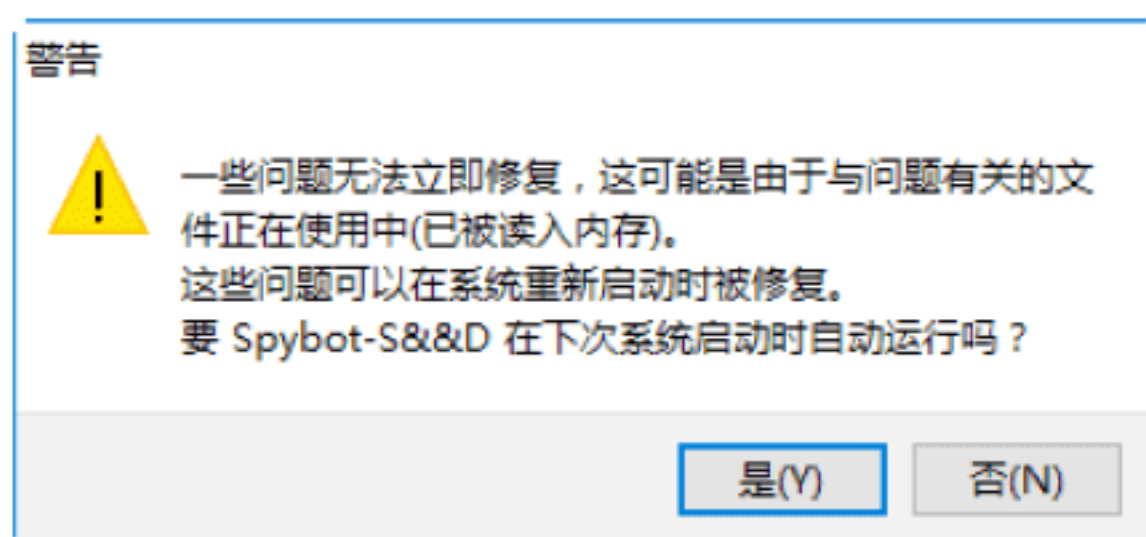 警告
一些问题无法立即修复，这可能是由于与问题有关的文
件正在使用中(已被读入内存)。
这些问题可以在系统重新启动时被修复。
要 Spybot-S&&D 在下次系统启动时自动运行吗？
是(Y)
否(N)